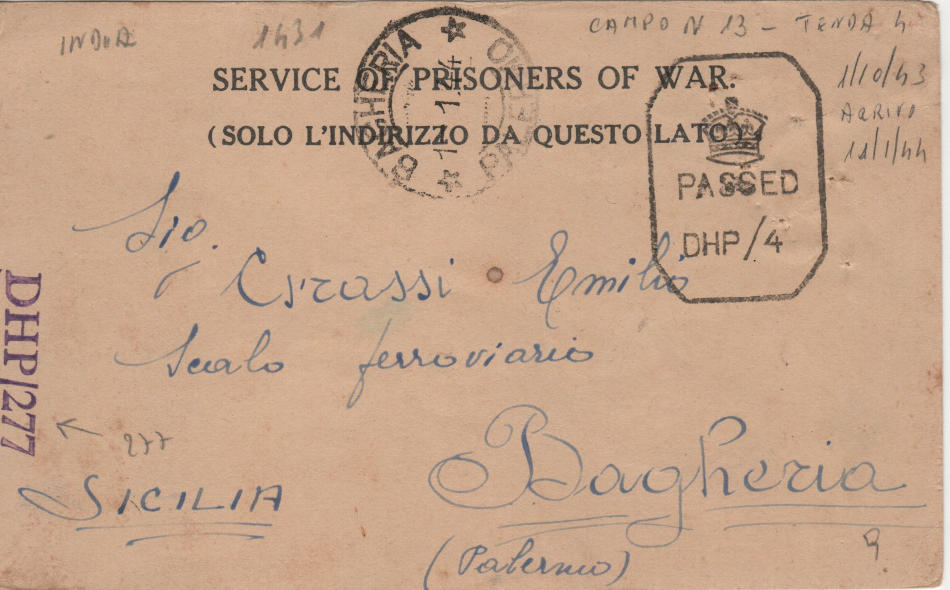 INDIA
1431
CAMPO N 13 - TENDA 4
1/10/43
ARRIVO
11/1/44
SERVICE OF PRISONERS OF WAR.
(SOLO L'INDIRIZZO DA QUESTO LATO)
BAGHERIA
PASSED
DHP/4
Sig.
Emilio
Scalo ferroviario
Bagheria
(Palermo)
SICILIA
DHP/277
277